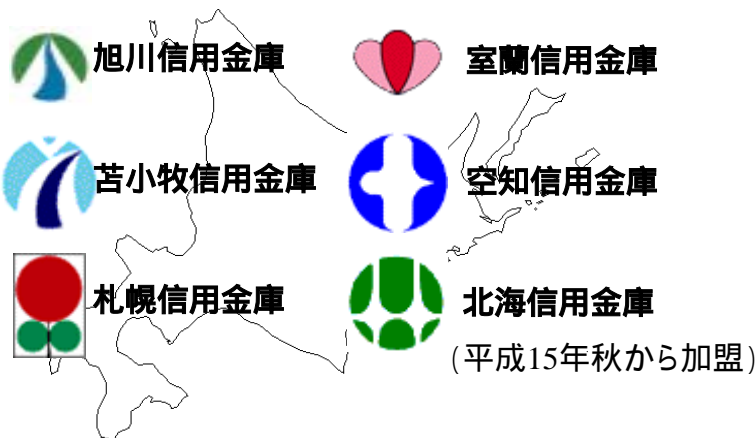 旭川信用金庫
室蘭信用金庫
苫小牧信用金庫
空知信用金庫
札幌信用金庫
北海信用金庫
(平成15年秋から加盟)